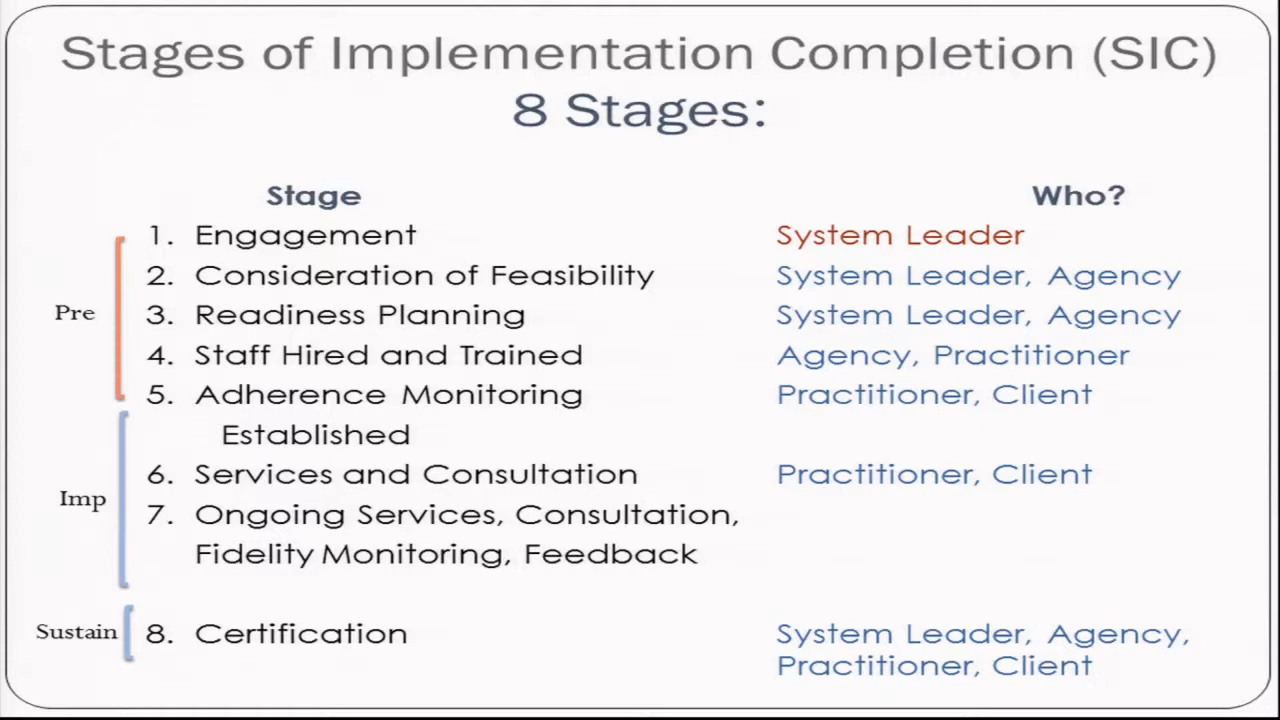 Stages of Implementation Completion (SIC)
8 Stages:
Stage Who?
1. Engagement System Leader
2. Consideration of Feasibility System Leader, Agency
Pre
3. Readiness Planning System Leader, Agency
4. Staff Hired and Trained Agency, Practitioner
5. Adherence Monitoring Practitioner, Client
Established
6. Services and Consultation Practitioner, Client
Imp
7. Ongoing Services, Consultation,
Fidelity Monitoring, Feedback
Sustain 8. Certification System Leader, Agency,
Practitioner, Client